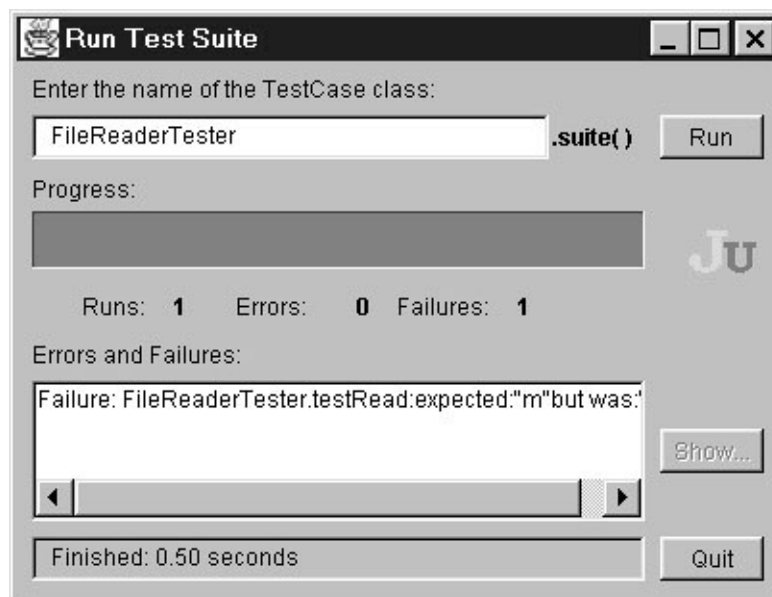 Run Test Suite
Enter the name of the TestCase class:
FileReaderTester .suite( ) Run
Progress:
JU
Runs: 1 Errors: 0 Failures: 1
Errors and Failures:
Failure: FileReaderTester.testRead:expected:"m"but was:"
Show...
Finished: 0.50 seconds Quit